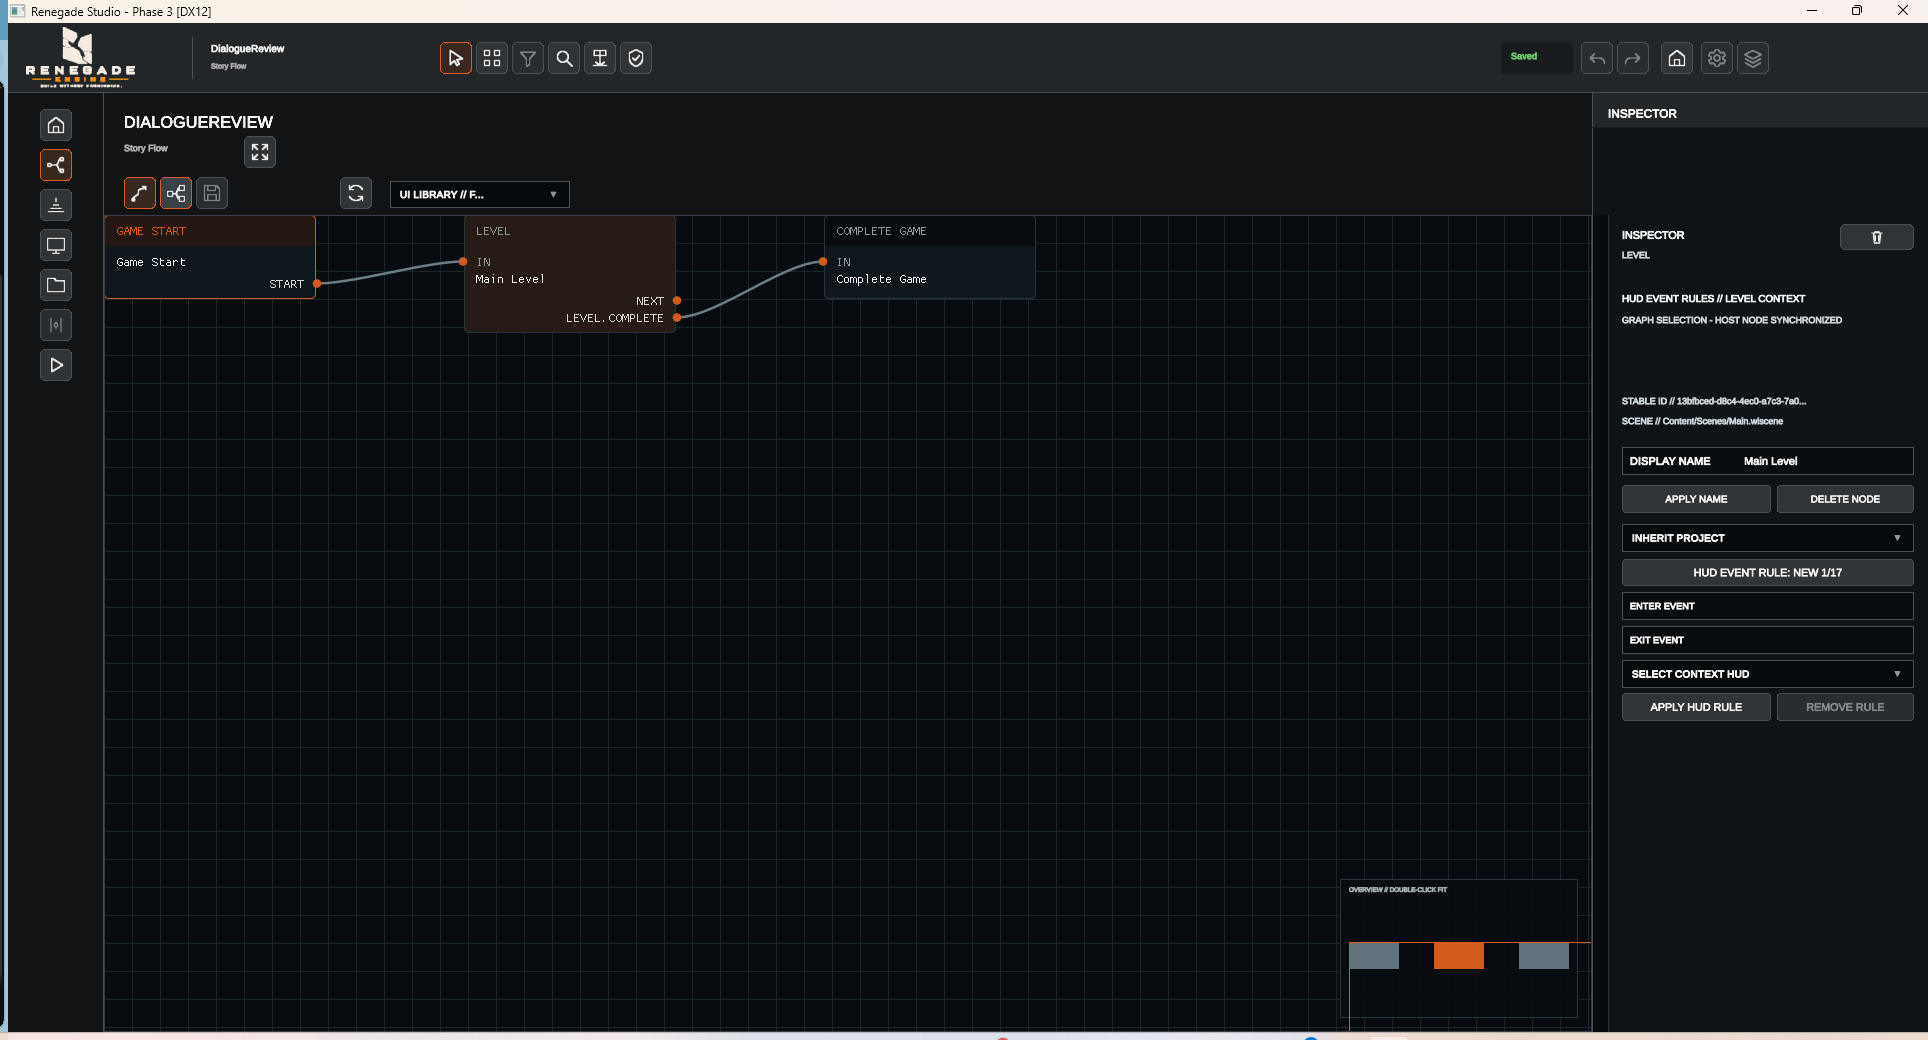 Renegade Studio - Phase 3 [DX12]
RENEGADE
ENGINE
BUILD WITHOUT PERMISSION.
DialogueReview
Story Flow
Saved
DIALOGUEREVIEW
Story Flow
UI LIBRARY // F...
GAME START
Game Start
START
LEVEL
IN
Main Level
NEXT
LEVEL.COMPLETE
COMPLETE GAME
IN
Complete Game
OVERVIEW // DOUBLE-CLICK FIT
INSPECTOR
INSPECTOR
LEVEL
HUD EVENT RULES // LEVEL CONTEXT
GRAPH SELECTION - HOST NODE SYNCHRONIZED
STABLE ID // 13bfbced-d8c4-4ec0-a7c3-7a0...
SCENE // Content/Scenes/Main.wiscene
DISPLAY NAME Main Level
APPLY NAME DELETE NODE
INHERIT PROJECT
HUD EVENT RULE: NEW 1/17
ENTER EVENT
EXIT EVENT
SELECT CONTEXT HUD
APPLY HUD RULE REMOVE RULE